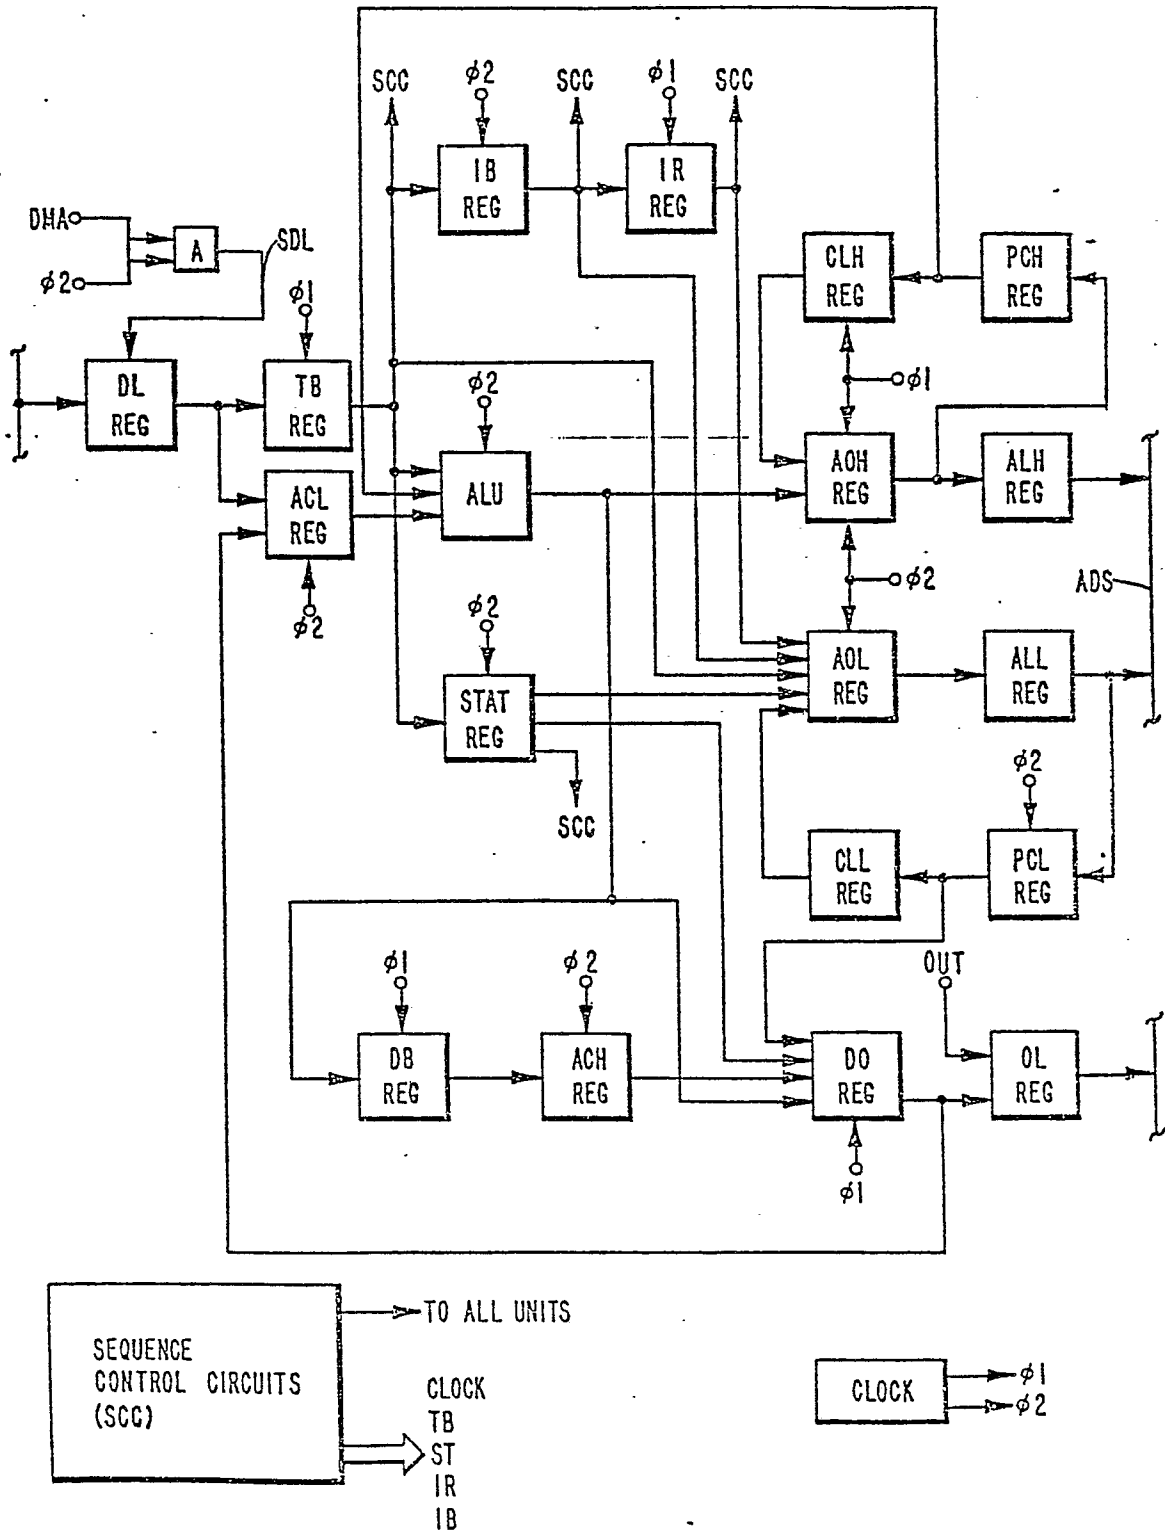 SCC
φ2
SCC
φ1
SCC
IB
REG
IR
REG
DMA
A
SDL
φ2
CLH
REG
PCH
REG
φ1
φ1
DL
REG
TB
REG
φ2
AOH
REG
ALH
REG
ACL
REG
ALU
φ2
φ2
φ2
ADS
STAT
REG
AOL
REG
ALL
REG
SCC
φ2
CLL
REG
PCL
REG
φ1
φ2
OUT
DB
REG
ACH
REG
DO
REG
OL
REG
φ1
SEQUENCE
CONTROL CIRCUITS
(SCC)
TO ALL UNITS
CLOCK
TB
ST
IR
IB
CLOCK
φ1
φ2